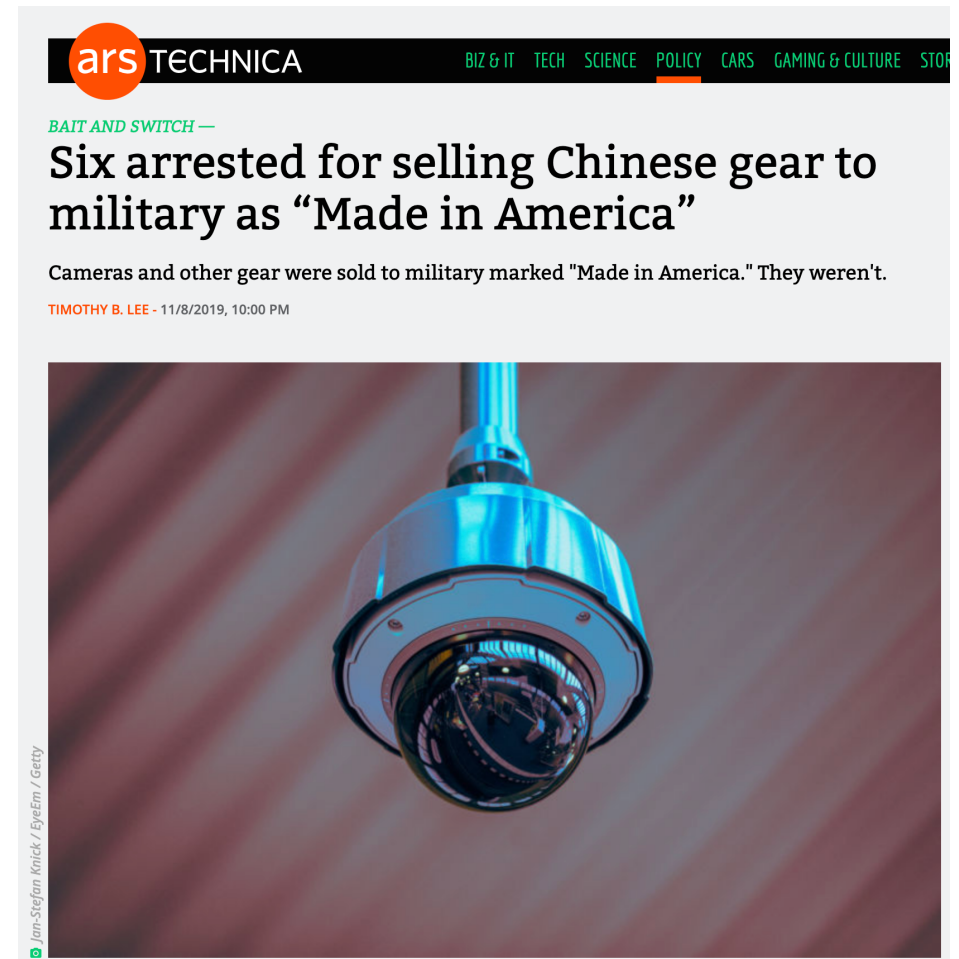 ars TECHNICA
BIZ & IT TECH SCIENCE POLICY CARS GAMING & CULTURE
BAIT AND SWITCH —
Six arrested for selling Chinese gear to
military as “Made in America”
Cameras and other gear were sold to military marked "Made in America." They weren't.
TIMOTHY B. LEE - 11/8/2019, 10:00 PM
Jan-Stefan Knick / EyeEm / Getty